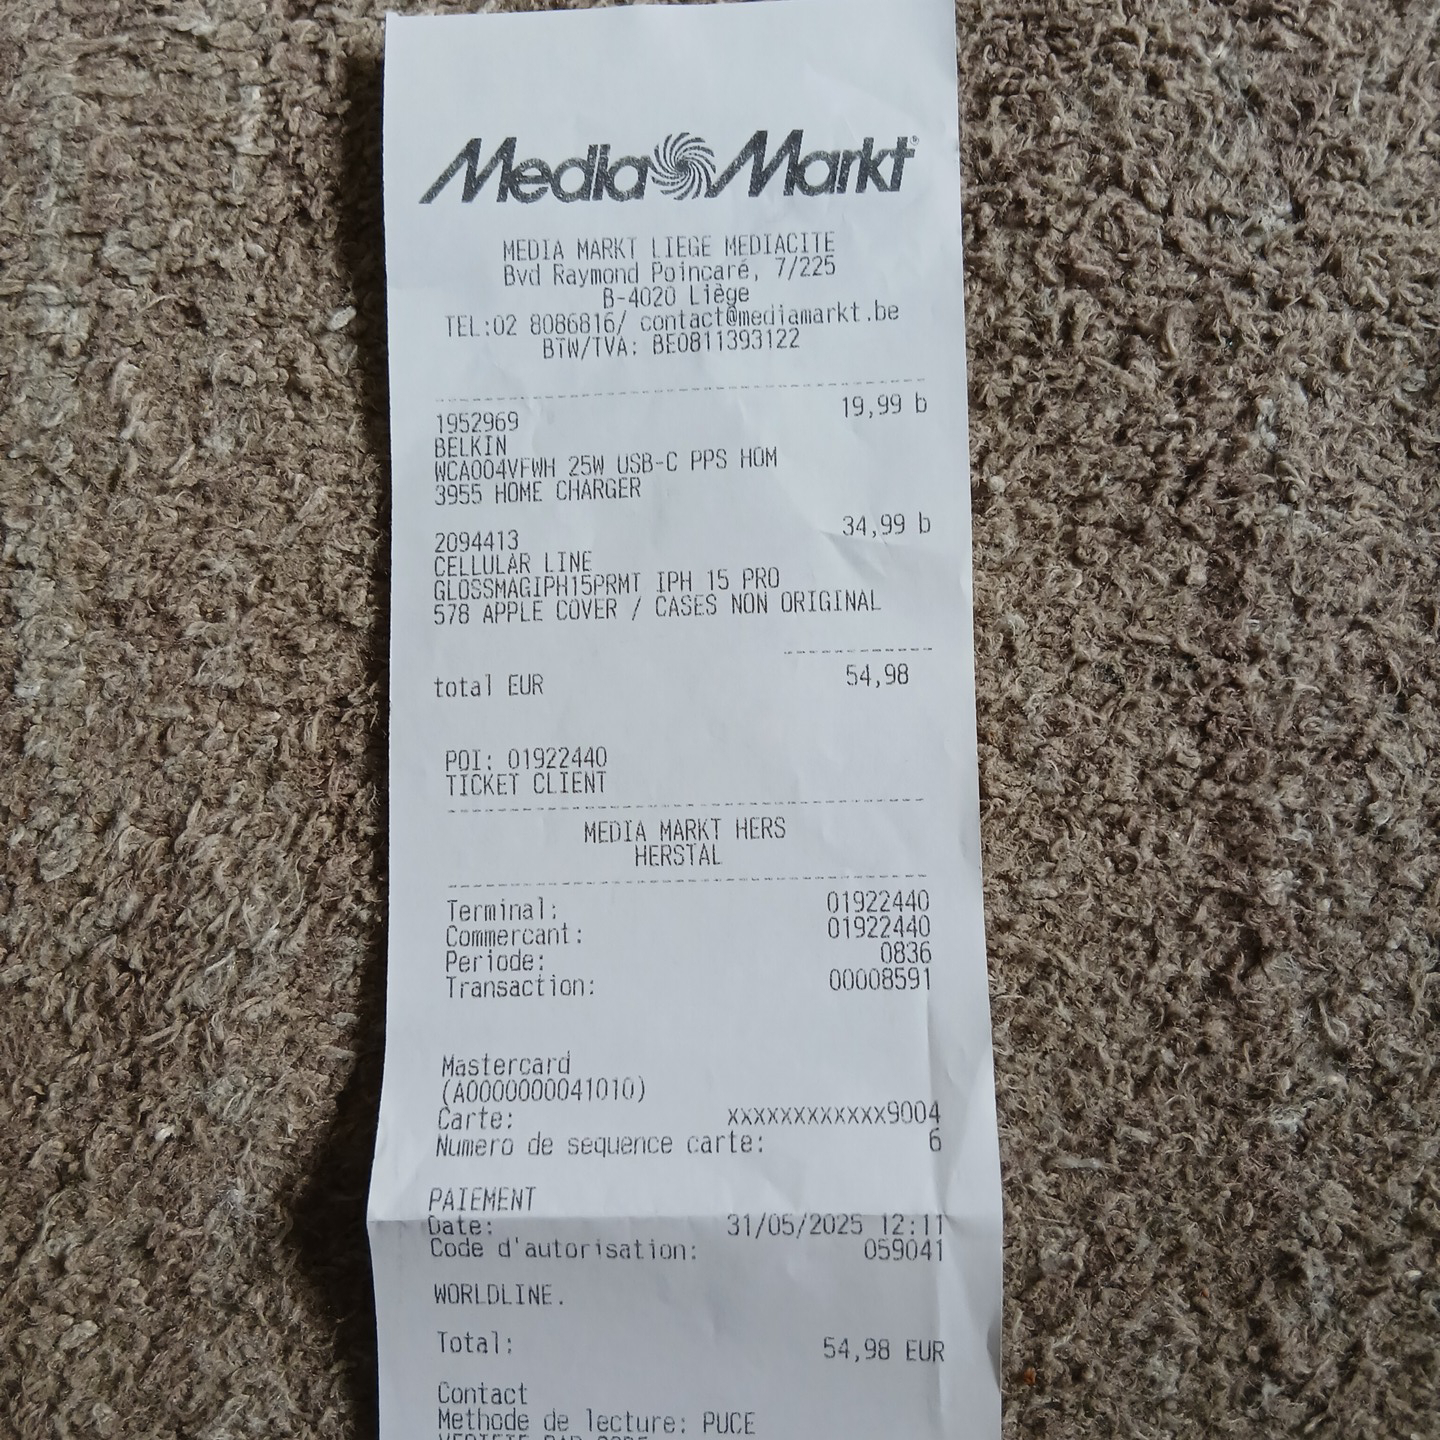 Media Markt®
MEDIA MARKT LIEGE MEDIACITE
Bvd Raymond Poincaré, 7/225
B-4020 Liège
TEL:02 8086816/ contact@mediamarkt.be
BTW/TVA: BE0811393122
1952969 19,99 b
BELKIN
WCA004VFWH 25W USB-C PPS HOM
3955 HOME CHARGER
2094413 34,99 b
CELLULAR LINE
GLOSSMAGIPH15PRMT IPH 15 PRO
578 APPLE COVER / CASES NON ORIGINAL
total EUR 54,98
POI: 01922440
TICKET CLIENT
MEDIA MARKT HERS
HERSTAL
Terminal: 01922440
Commercant: 01922440
Periode: 0836
Transaction: 00008591
Mastercard
(A0000000041010)
Carte: xxxxxxxxxxxx9004
Numero de sequence carte: 6
PAIEMENT
Date: 31/05/2025 12:11
Code d'autorisation: 059041
WORLDLINE.
Total: 54,98 EUR
Contact
Methode de lecture: PUCE